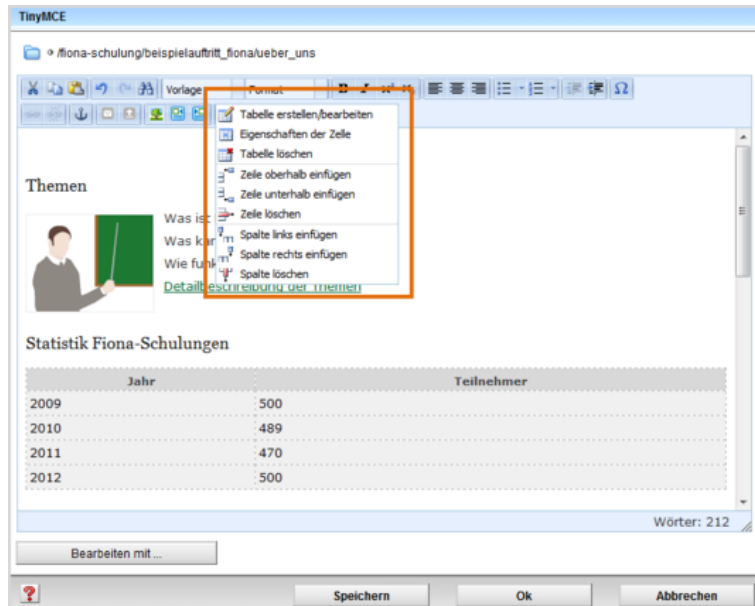 TinyMCE
/fiona-schulung/beispielauftritt_fiona/ueber_uns
Vorlage Format B I
Tabelle erstellen/bearbeiten
Eigenschaften der Zelle
Tabelle löschen
Zeile oberhalb einfügen
Zeile unterhalb einfügen
Zeile löschen
Spalte links einfügen
Spalte rechts einfügen
Spalte löschen
Themen
Was ist
Was kan
Wie funk
Detailbeschreibung der Themen
Statistik Fiona-Schulungen
Jahr Teilnehmer
2009 500
2010 489
2011 470
2012 500
Wörter: 212
Bearbeiten mit ...
? Speichern Ok Abbrechen